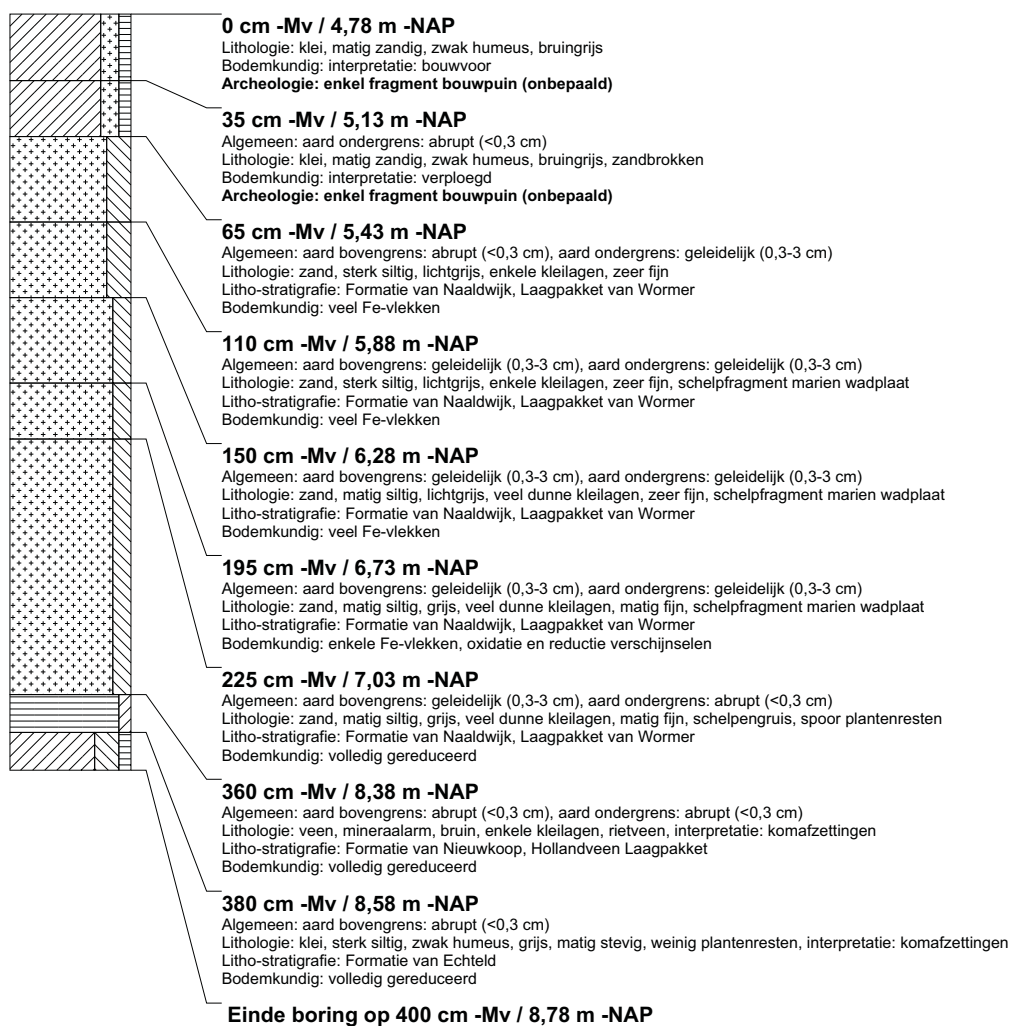 0 cm -Mv / 4,78 m -NAP
Lithologie: klei, matig zandig, zwak humeus, bruingrijs
Bodemkundig: interpretatie: bouwvoor
Archeologie: enkel fragment bouwpuin (onbepaald)
35 cm -Mv / 5,13 m -NAP
Algemeen: aard ondergrens: abrupt (<0,3 cm)
Lithologie: klei, matig zandig, zwak humeus, bruingrijs, zandbrokken
Bodemkundig: interpretatie: verploegd
Archeologie: enkel fragment bouwpuin (onbepaald)
65 cm -Mv / 5,43 m -NAP
Algemeen: aard bovengrens: abrupt (<0,3 cm), aard ondergrens: geleidelijk (0,3-3 cm)
Lithologie: zand, sterk siltig, lichtgrijs, enkele kleilagen, zeer fijn
Litho-stratigrafie: Formatie van Naaldwijk, Laagpakket van Wormer
Bodemkundig: veel Fe-vlekken
110 cm -Mv / 5,88 m -NAP
Algemeen: aard bovengrens: geleidelijk (0,3-3 cm), aard ondergrens: geleidelijk (0,3-3 cm)
Lithologie: zand, sterk siltig, lichtgrijs, enkele kleilagen, zeer fijn, schelpfragment marien wadplaat
Litho-stratigrafie: Formatie van Naaldwijk, Laagpakket van Wormer
Bodemkundig: veel Fe-vlekken
150 cm -Mv / 6,28 m -NAP
Algemeen: aard bovengrens: geleidelijk (0,3-3 cm), aard ondergrens: geleidelijk (0,3-3 cm)
Lithologie: zand, matig siltig, lichtgrijs, veel dunne kleilagen, zeer fijn, schelpfragment marien wadplaat
Litho-stratigrafie: Formatie van Naaldwijk, Laagpakket van Wormer
Bodemkundig: veel Fe-vlekken
195 cm -Mv / 6,73 m -NAP
Algemeen: aard bovengrens: geleidelijk (0,3-3 cm), aard ondergrens: geleidelijk (0,3-3 cm)
Lithologie: zand, matig siltig, grijs, veel dunne kleilagen, matig fijn, schelpfragment marien wadplaat
Litho-stratigrafie: Formatie van Naaldwijk, Laagpakket van Wormer
Bodemkundig: enkele Fe-vlekken, oxidatie en reductie verschijnselen
225 cm -Mv / 7,03 m -NAP
Algemeen: aard bovengrens: geleidelijk (0,3-3 cm), aard ondergrens: abrupt (<0,3 cm)
Lithologie: zand, matig siltig, grijs, veel dunne kleilagen, matig fijn, schelpengruis, spoor plantenresten
Litho-stratigrafie: Formatie van Naaldwijk, Laagpakket van Wormer
Bodemkundig: volledig gereduceerd
360 cm -Mv / 8,38 m -NAP
Algemeen: aard bovengrens: abrupt (<0,3 cm), aard ondergrens: abrupt (<0,3 cm)
Lithologie: veen, mineraalarm, bruin, enkele kleilagen, rietveen, interpretatie: komafzettingen
Litho-stratigrafie: Formatie van Nieuwkoop, Hollandveen Laagpakket
Bodemkundig: volledig gereduceerd
380 cm -Mv / 8,58 m -NAP
Algemeen: aard bovengrens: abrupt (<0,3 cm)
Lithologie: klei, sterk siltig, zwak humeus, grijs, matig stevig, weinig plantenresten, interpretatie: komafzettingen
Litho-stratigrafie: Formatie van Echteld
Bodemkundig: volledig gereduceerd
Einde boring op 400 cm -Mv / 8,78 m -NAP